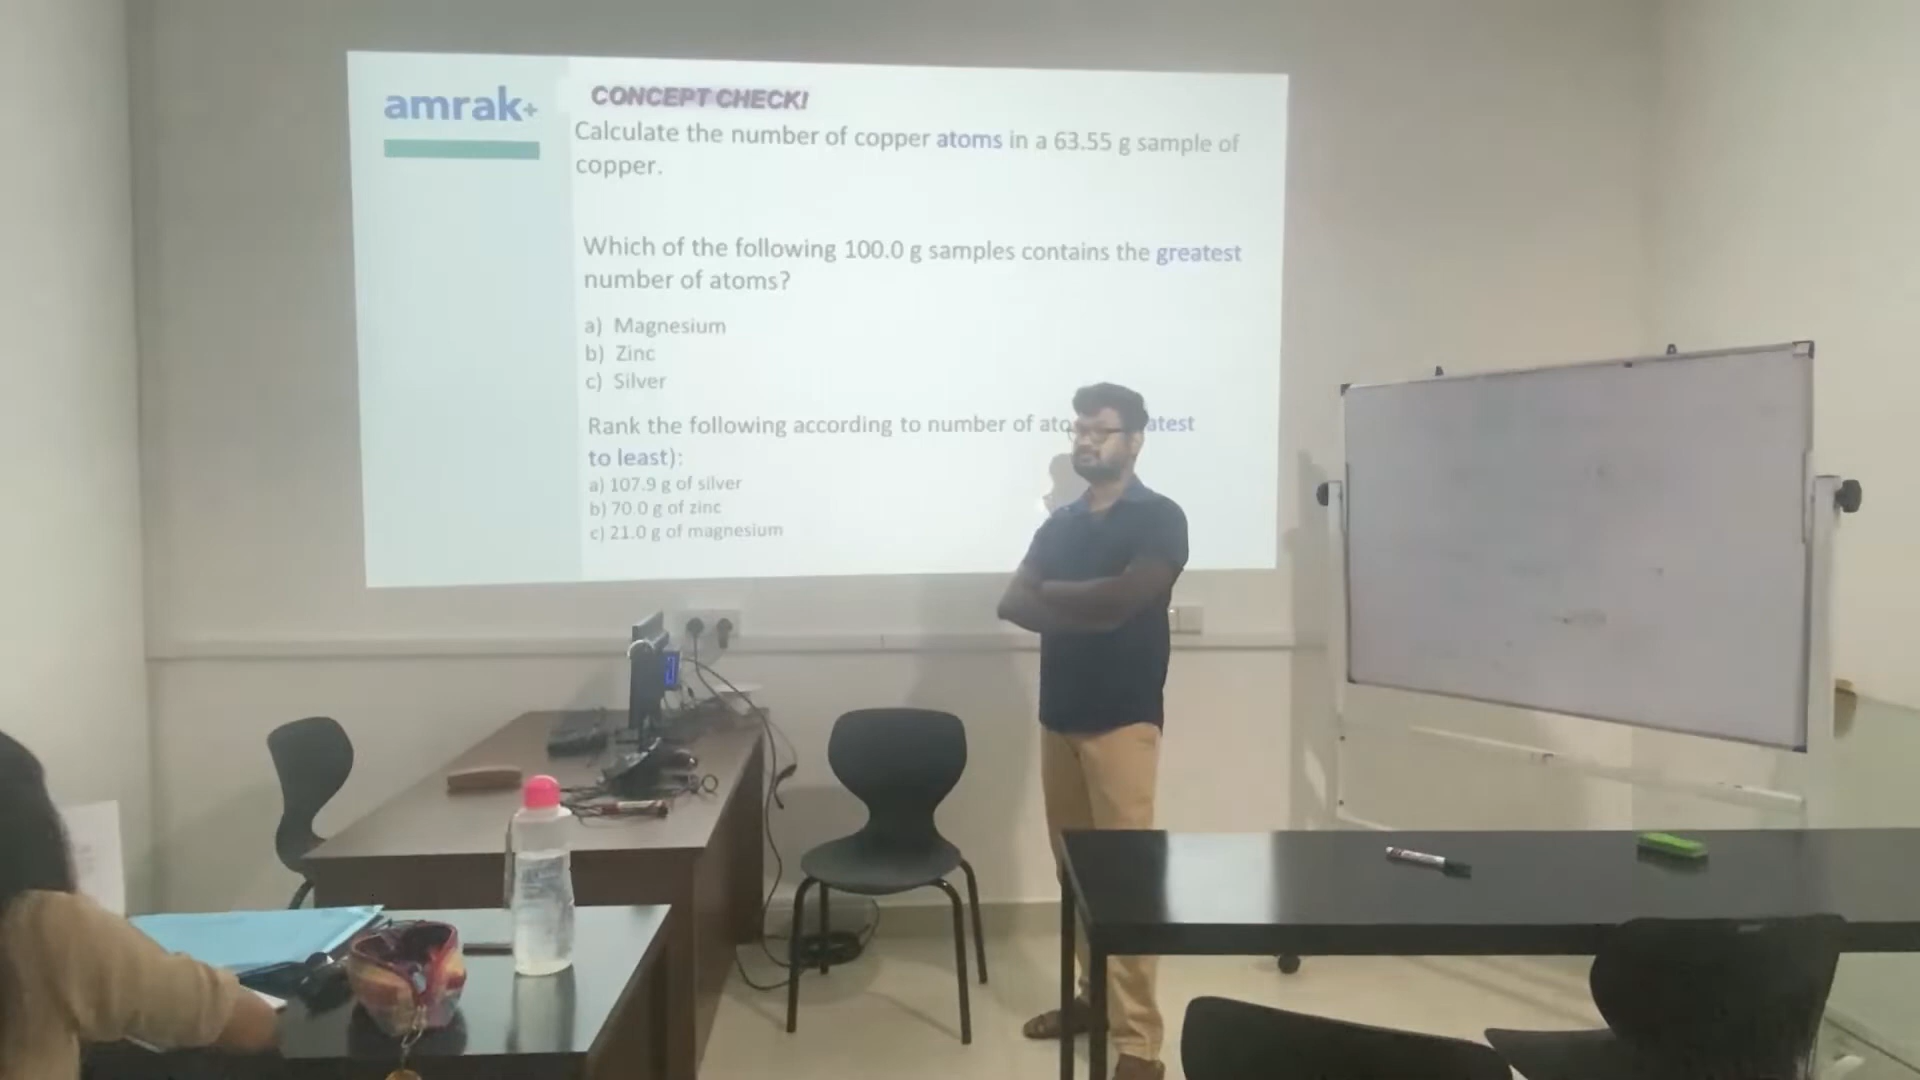 amrak+
CONCEPT CHECK!
Calculate the number of copper atoms in a 63.55 g sample of
copper.
Which of the following 100.0 g samples contains the greatest
number of atoms?
a) Magnesium
b) Zinc
c) Silver
Rank the following according to number of ato atest
to least):
a) 107.9 g of silver
b) 70.0 g of zinc
c) 21.0 g of magnesium